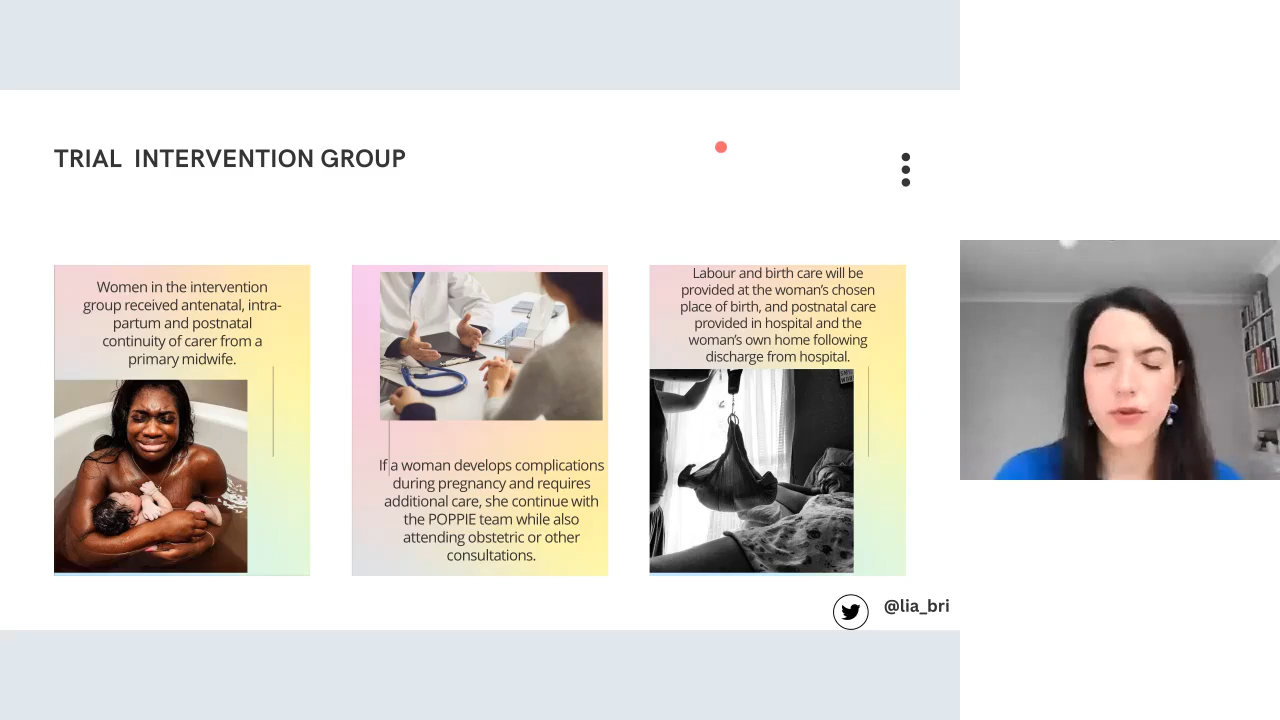 TRIAL INTERVENTION GROUP
Women in the intervention
group received antenatal, intra-
partum and postnatal
continuity of carer from a
primary midwife.
If a woman develops complications
during pregnancy and requires
additional care, she continue with
the POPPIE team while also
attending obstetric or other
consultations.
Labour and birth care will be
provided at the woman’s chosen
place of birth, and postnatal care
provided in hospital and the
woman’s own home following
discharge from hospital.
@lia_bri